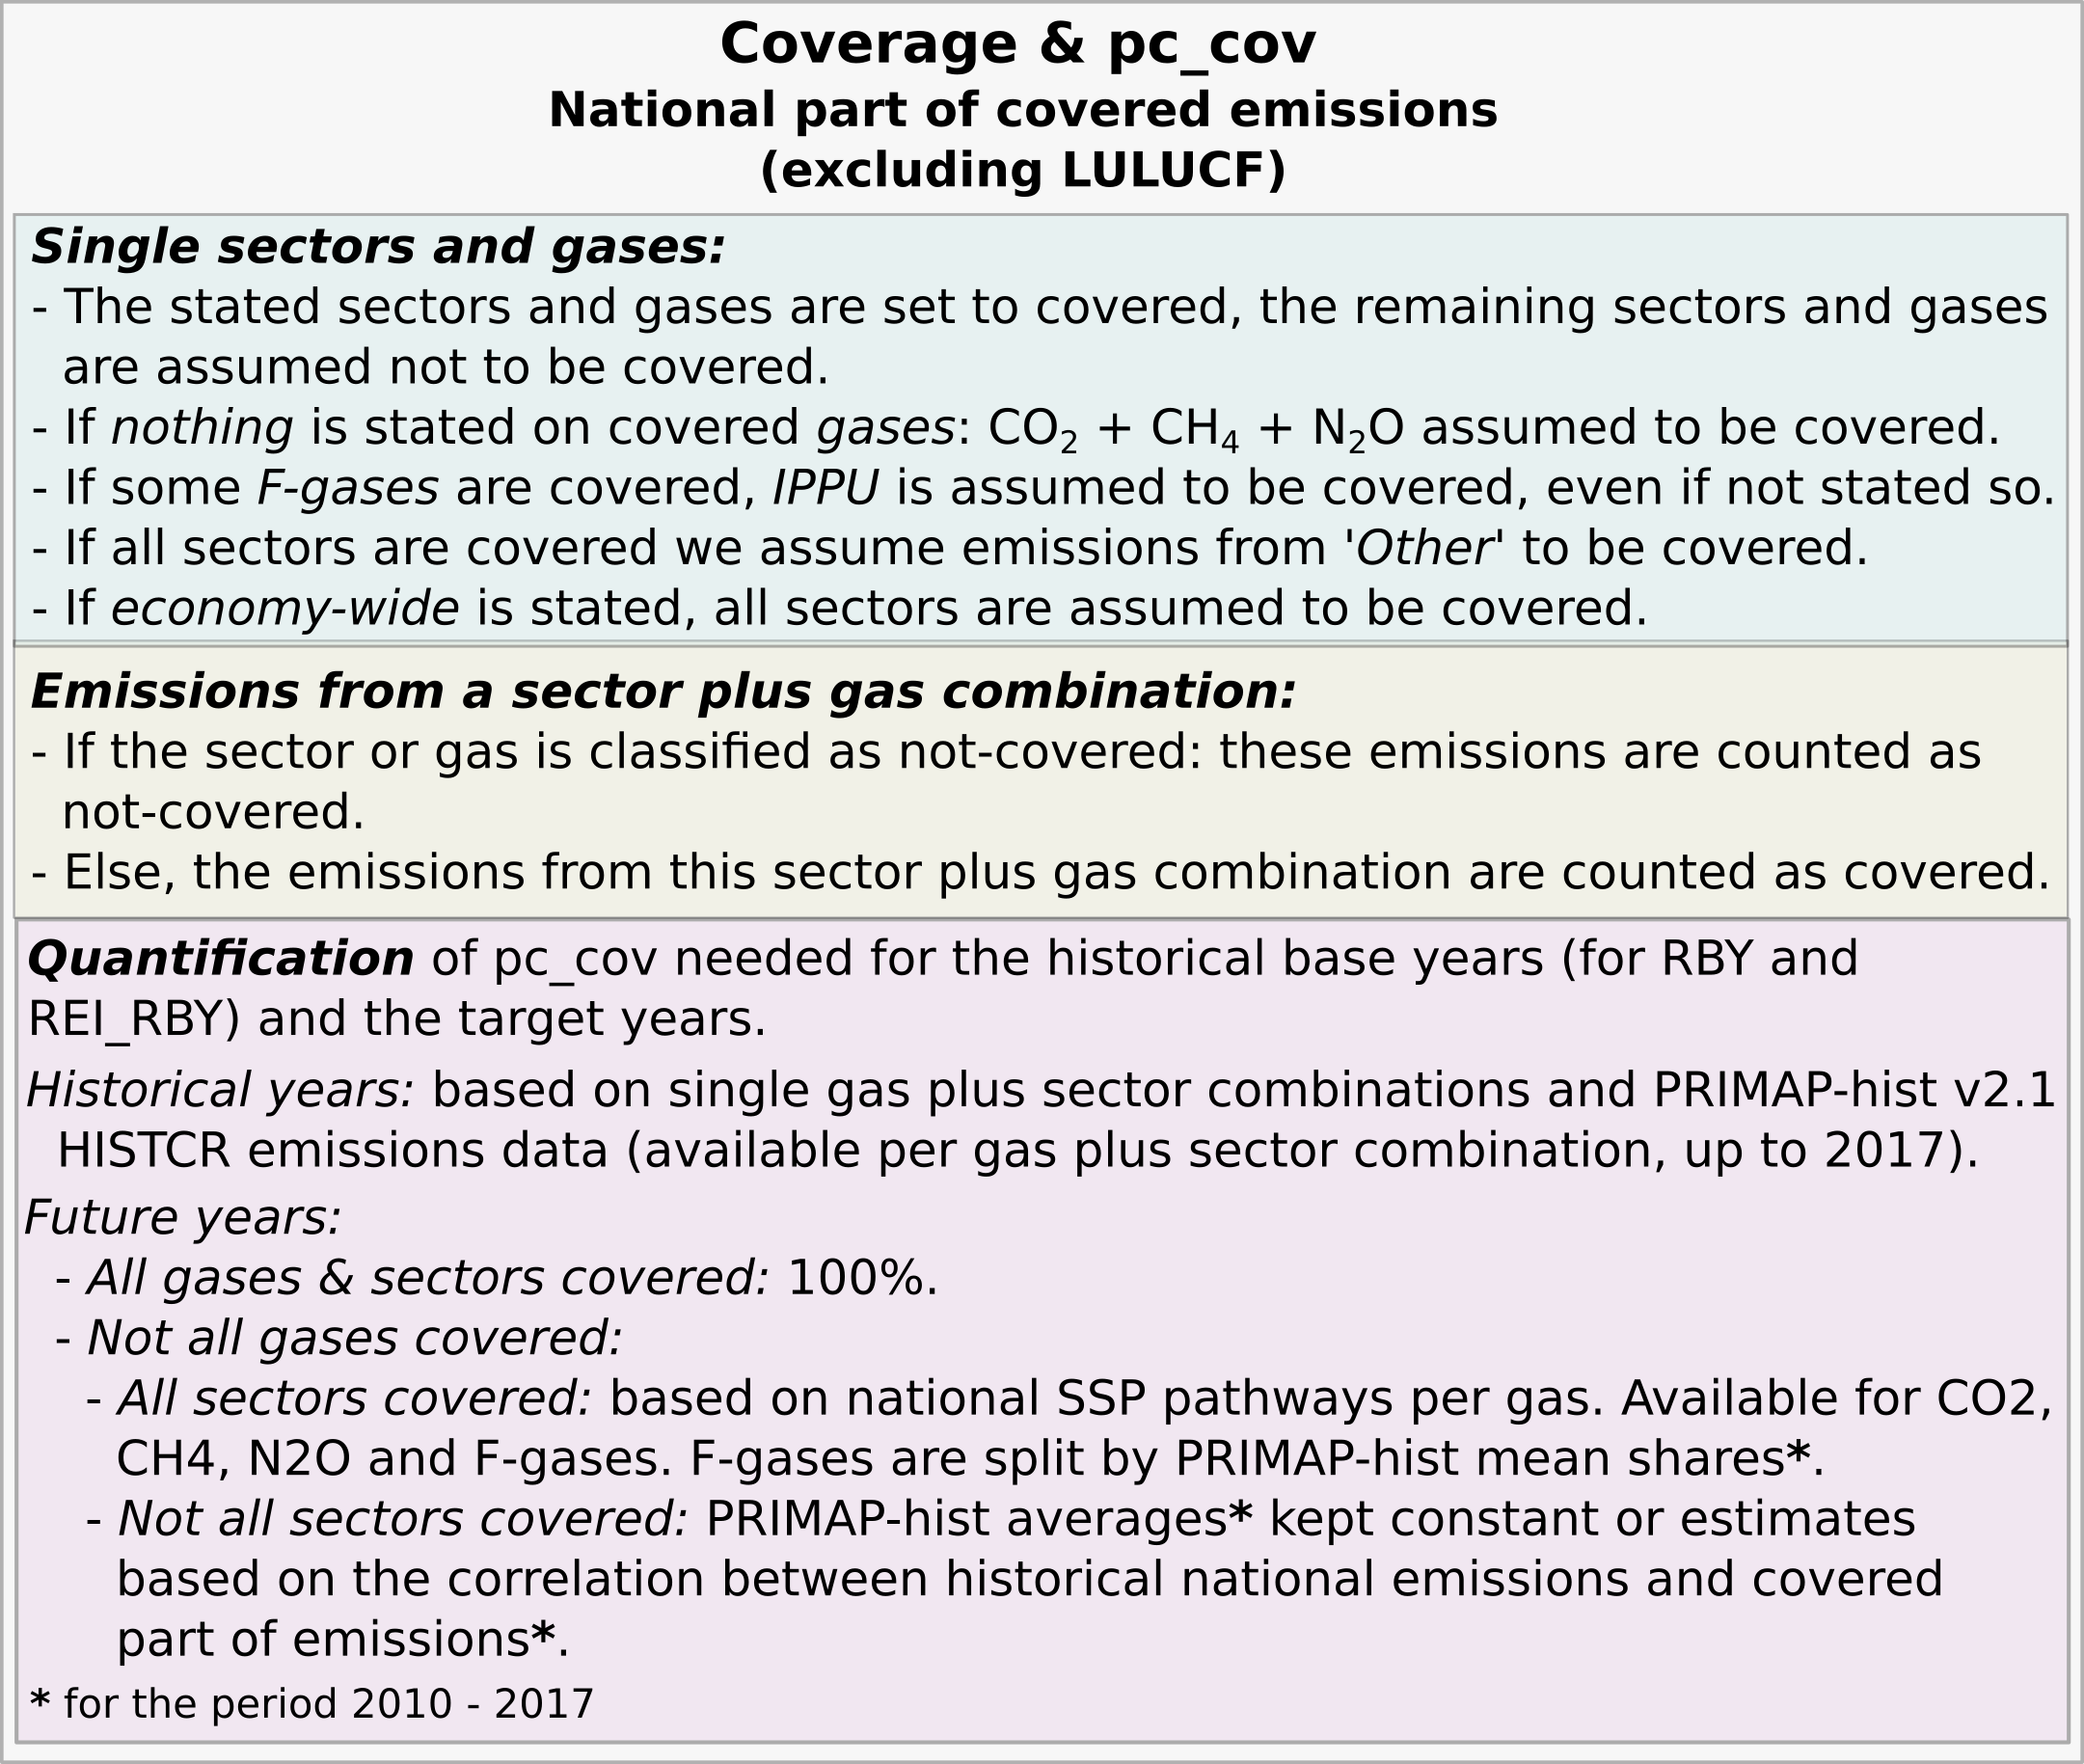 Coverage & pc_cov
National part of covered emissions
(excluding LULUCF)
Single sectors and gases:
- The stated sectors and gases are set to covered, the remaining sectors and gases
are assumed not to be covered.
- If nothing is stated on covered gases: CO₂ + CH₄ + N₂O assumed to be covered.
- If some F-gases are covered, IPPU is assumed to be covered, even if not stated so.
- If all sectors are covered we assume emissions from 'Other' to be covered.
- If economy-wide is stated, all sectors are assumed to be covered.
Emissions from a sector plus gas combination:
- If the sector or gas is classified as not-covered: these emissions are counted as
not-covered.
- Else, the emissions from this sector plus gas combination are counted as covered.
Quantification of pc_cov needed for the historical base years (for RBY and
REI_RBY) and the target years.
Historical years: based on single gas plus sector combinations and PRIMAP-hist v2.1
HISTCR emissions data (available per gas plus sector combination, up to 2017).
Future years:
- All gases & sectors covered: 100%.
- Not all gases covered:
- All sectors covered: based on national SSP pathways per gas. Available for CO2,
CH4, N2O and F-gases. F-gases are split by PRIMAP-hist mean shares*.
- Not all sectors covered: PRIMAP-hist averages* kept constant or estimates
based on the correlation between historical national emissions and covered
part of emissions*.
* for the period 2010 - 2017